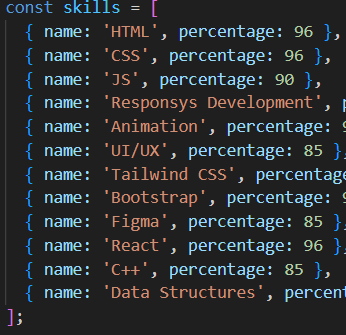 const skills = [
{ name: 'HTML', percentage: 96 },
{ name: 'CSS', percentage: 96 },
{ name: 'JS', percentage: 90 },
{ name: 'Responsys Development', p
{ name: 'Animation', percentage: 9
{ name: 'UI/UX', percentage: 85 },
{ name: 'Tailwind CSS', percentage
{ name: 'Bootstrap', percentage: 9
{ name: 'Figma', percentage: 85 },
{ name: 'React', percentage: 96 },
{ name: 'C++', percentage: 85 },
{ name: 'Data Structures', percent
];